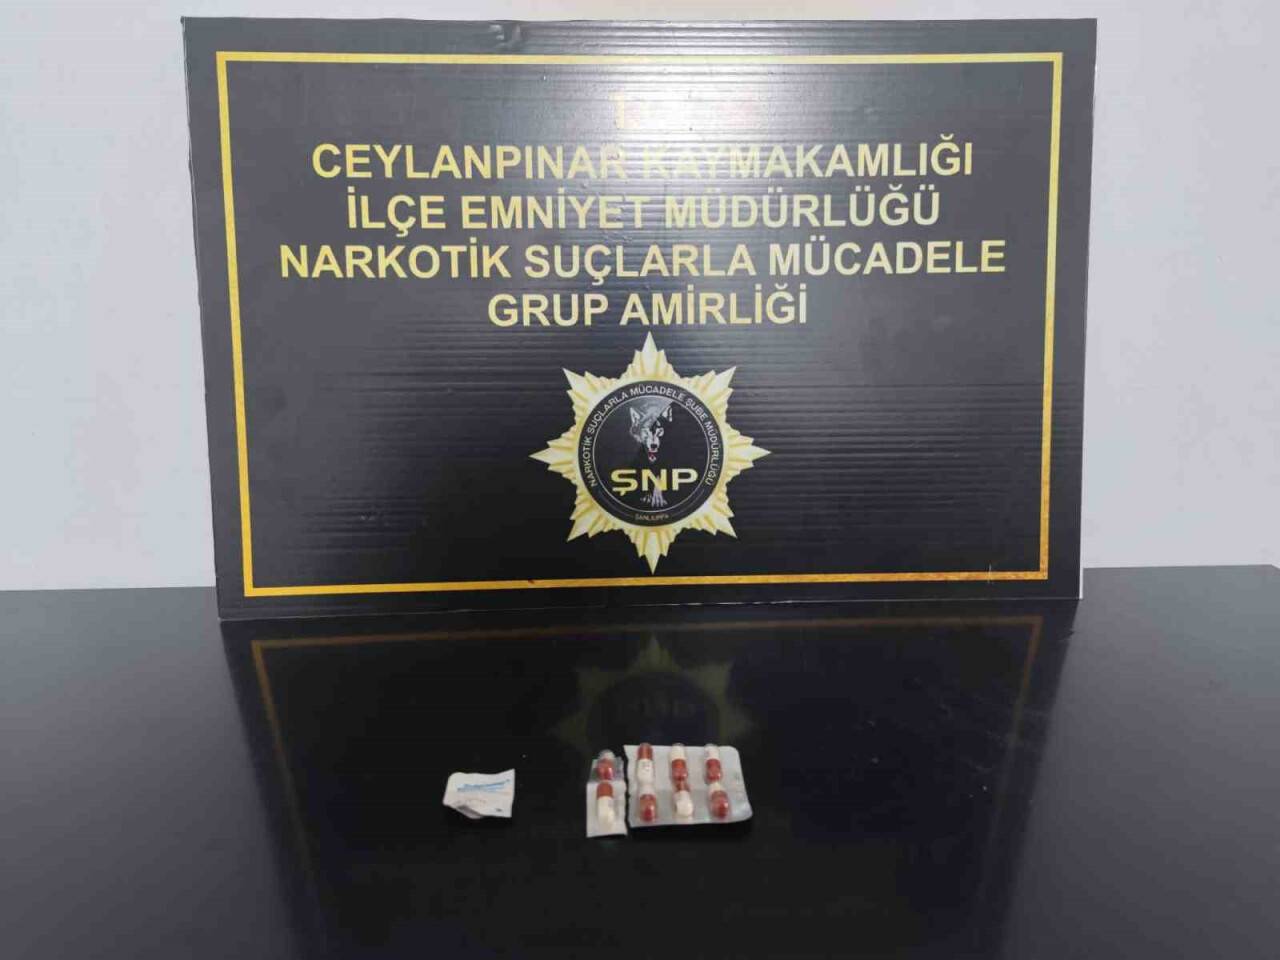 T
CEYLANPINAR KAYMAKAMLIĞI
İLÇE EMNİYET MÜDÜRLÜĞÜ
NARKOTİK SUÇLARLA MÜCADELE
GRUP AMİRLİĞİ
NARKOTİK SUÇLARLA MÜCADELE ŞUBE MÜDÜRLÜĞÜ
ŞNP
ŞANLIURFA